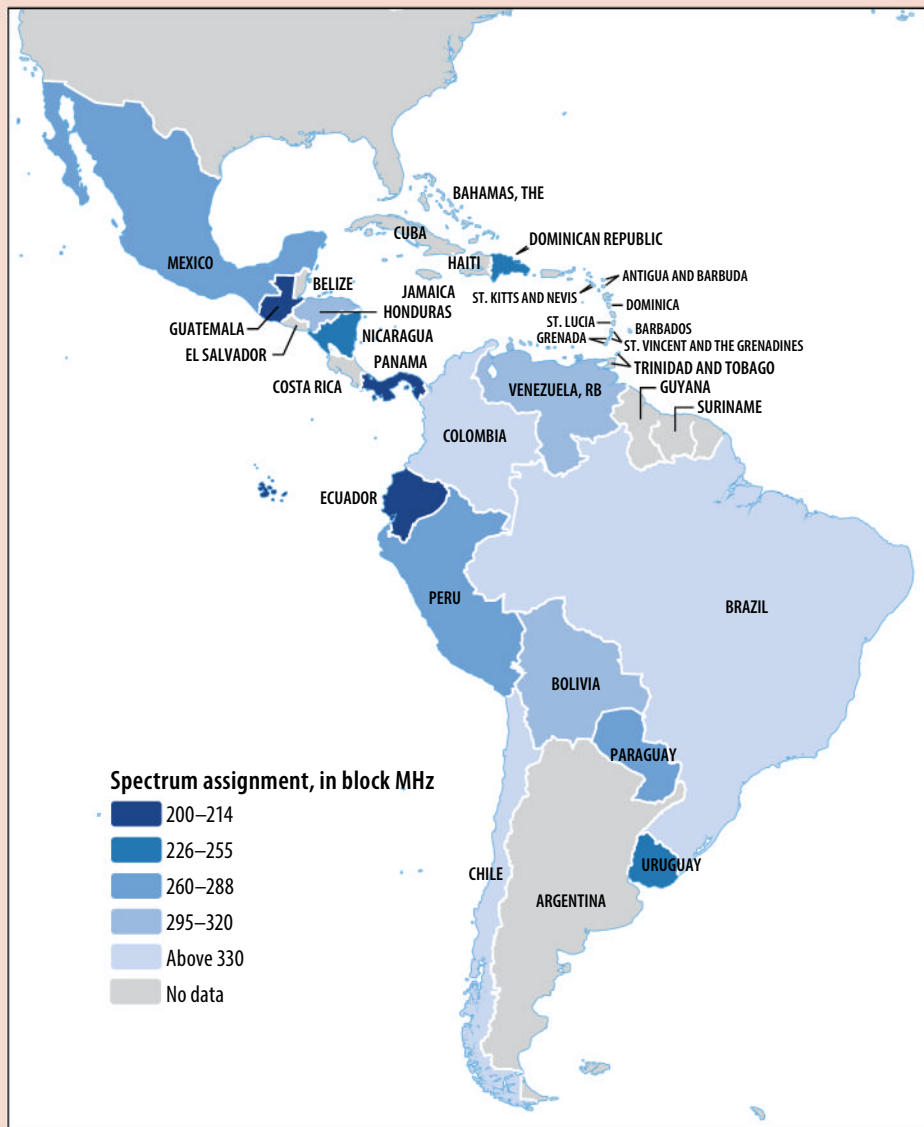 BAHAMAS, THE
CUBA
DOMINICAN REPUBLIC
HAITI
MEXICO
BELIZE
ANTIGUA AND BARBUDA
JAMAICA
ST. KITTS AND NEVIS
HONDURAS
DOMINICA
GUATEMALA
NICARAGUA
ST. LUCIA
BARBADOS
GRENADA
ST. VINCENT AND THE GRENADINES
EL SALVADOR
PANAMA
TRINIDAD AND TOBAGO
COSTA RICA
VENEZUELA, RB
GUYANA
SURINAME
COLOMBIA
ECUADOR
PERU
BRAZIL
BOLIVIA
PARAGUAY
Spectrum assignment, in block MHz
200–214
226–255
260–288
295–320
Above 330
No data
CHILE
URUGUAY
ARGENTINA